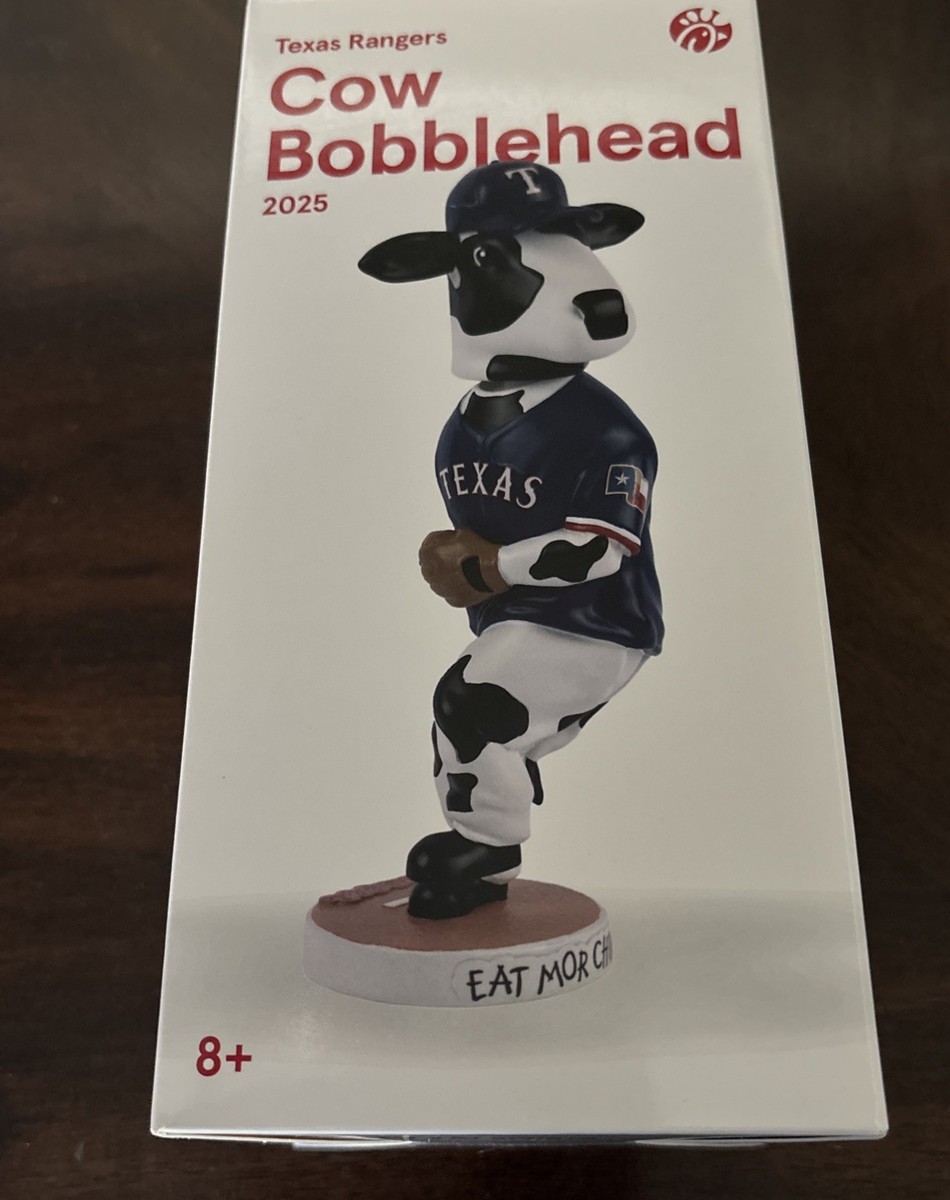 Texas Rangers
Cow
Bobblehead
2025
T
TEXAS
EAT MOR
8+